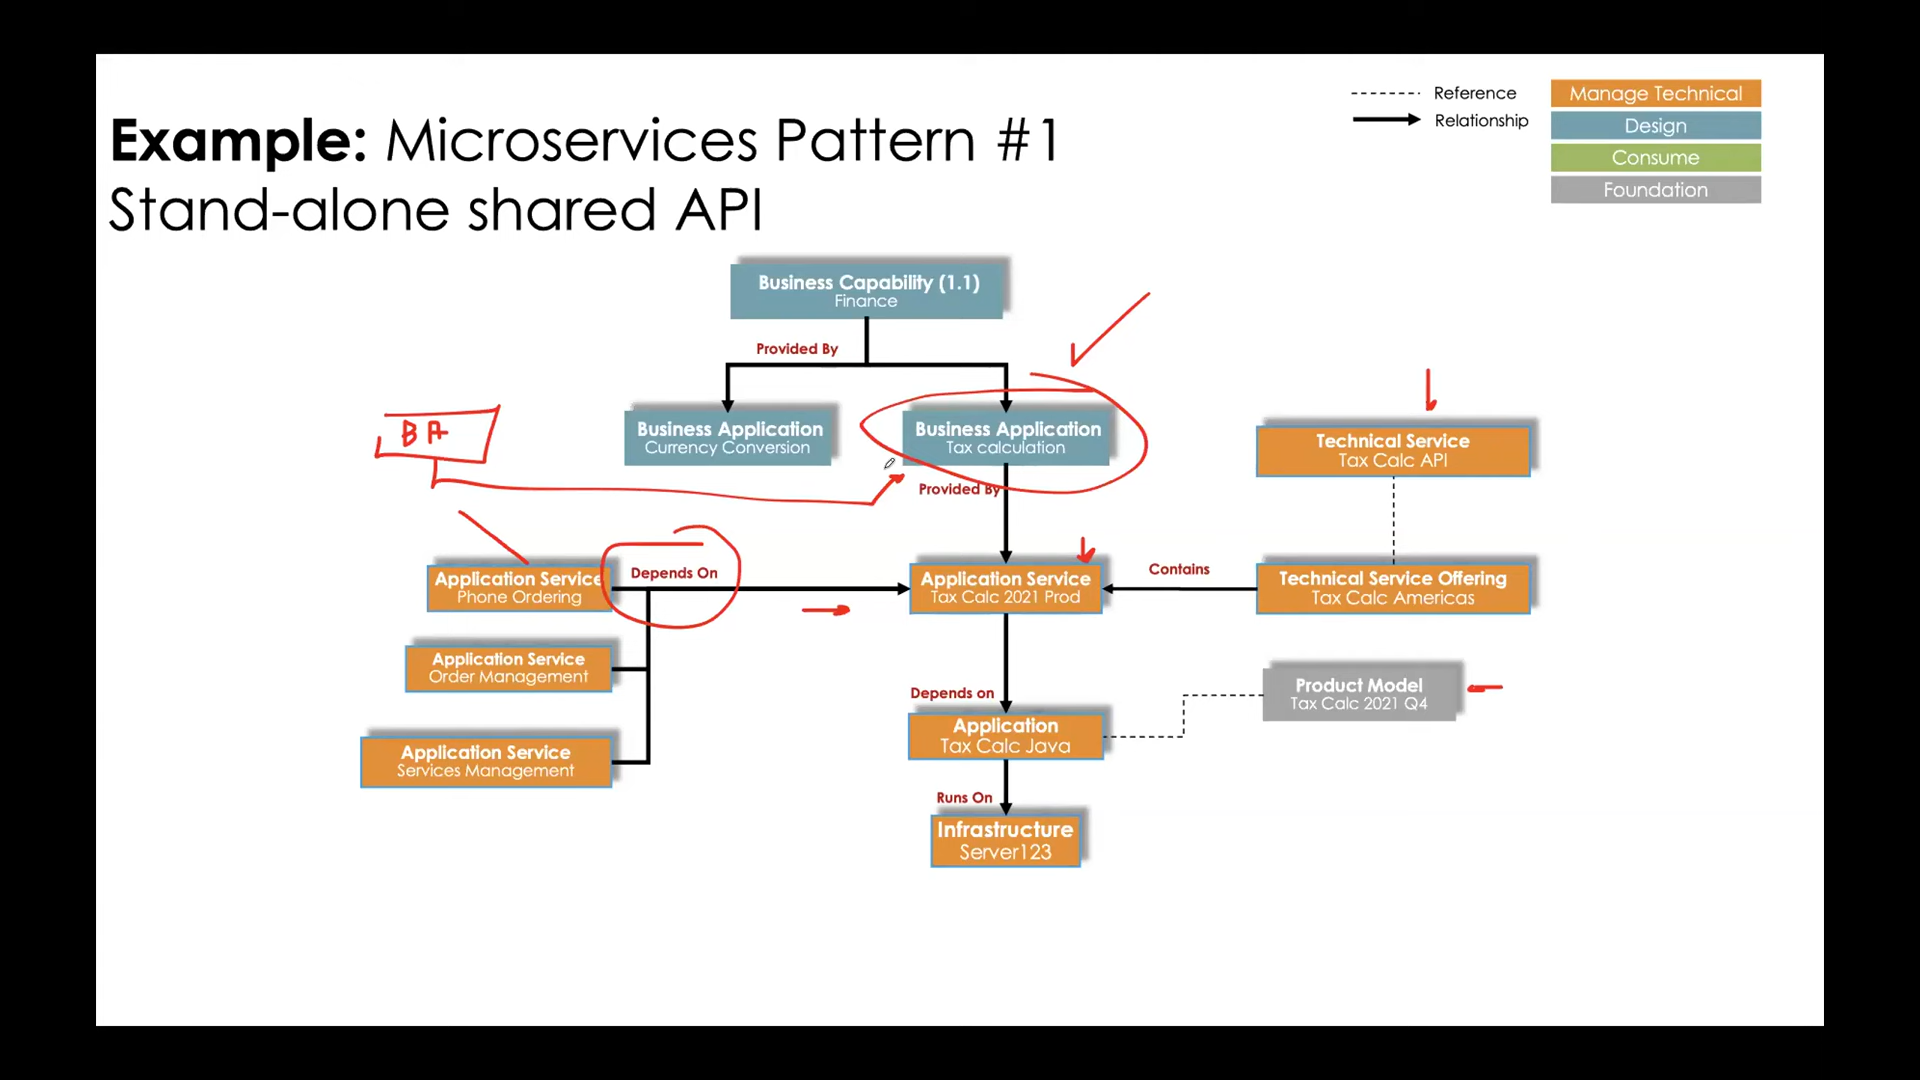 Example: Microservices Pattern #1
Stand-alone shared API
Reference
Relationship
Manage Technical
Design
Consume
Foundation
Business Capability (1.1)
Finance
Provided By
BA
Business Application
Currency Conversion
Business Application
Tax calculation
Technical Service
Tax Calc API
Provided By
Application Service
Phone Ordering
Depends On
Application Service
Tax Calc 2021 Prod
Contains
Technical Service Offering
Tax Calc Americas
Application Service
Order Management
Application Service
Services Management
Depends on
Application
Tax Calc Java
Product Model
Tax Calc 2021 Q4
Runs On
Infrastructure
Server123